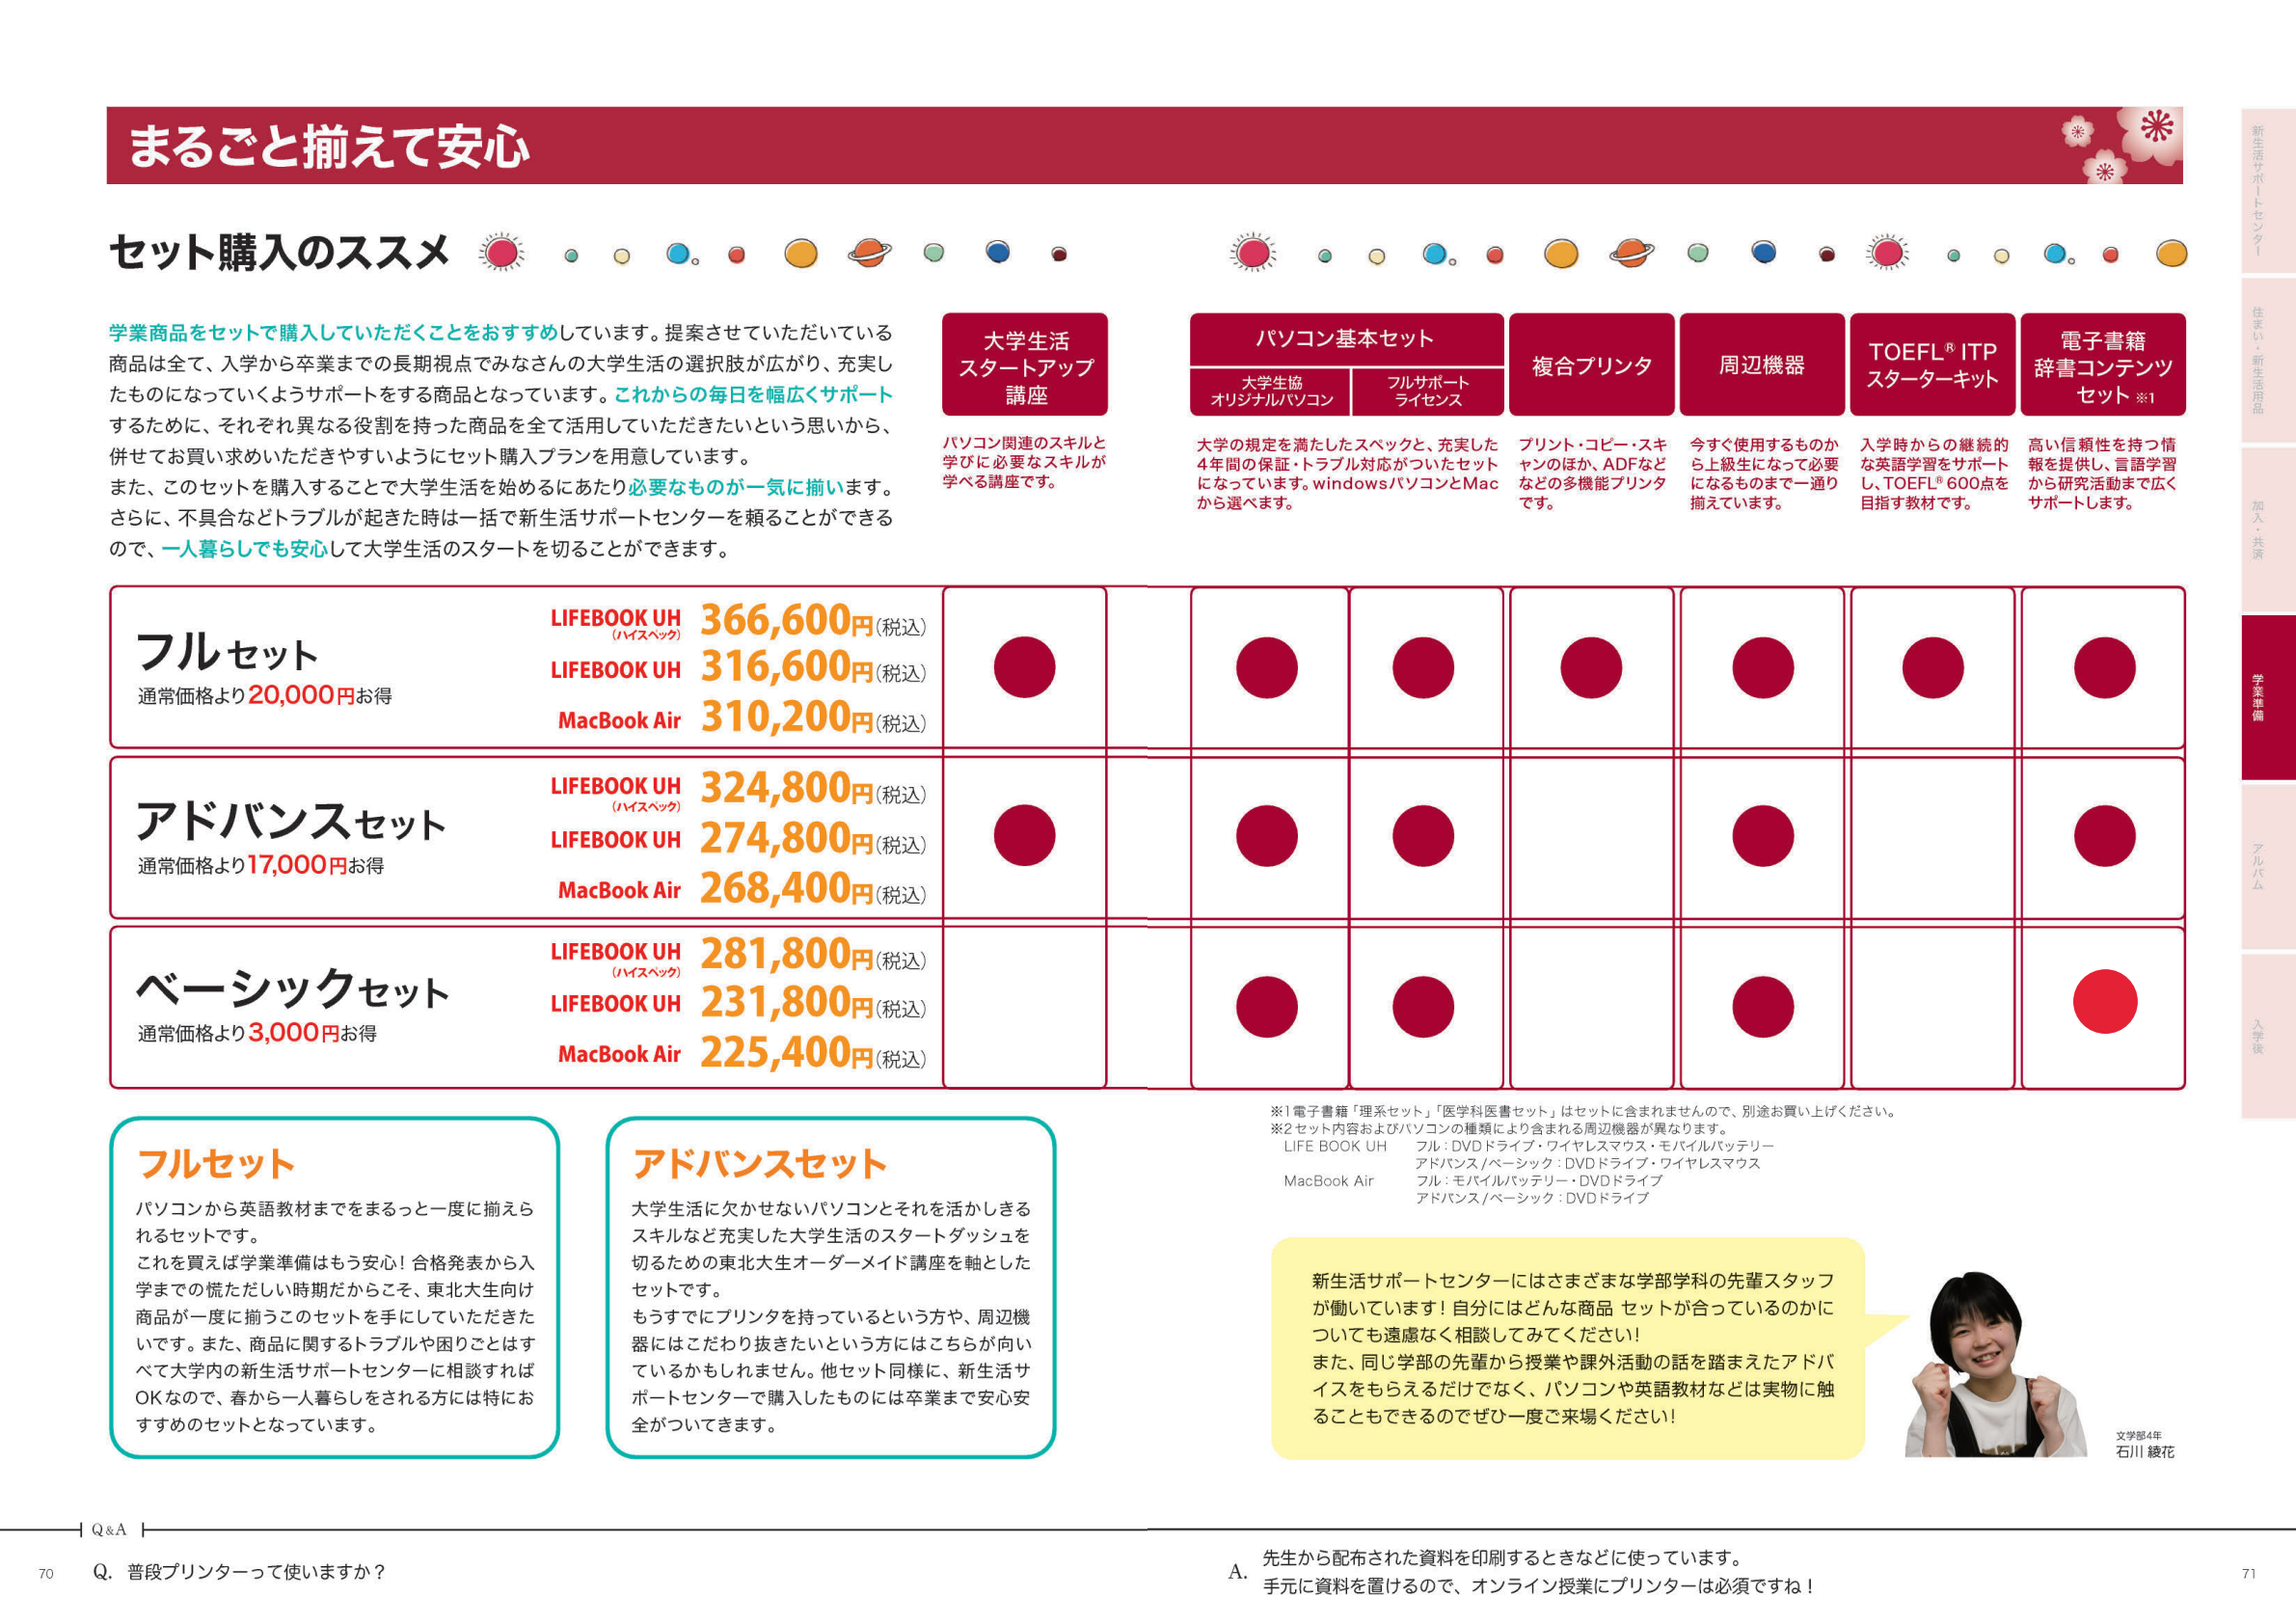 まるごと揃えて安心
セット購入のススメ
学業商品をセットで購入していただくことをおすすめしています。提案させていただいている
商品は全て、入学から卒業までの長期視点でみなさんの大学生活の選択肢が広がり、充実し
たものになっていくようサポートをする商品となっています。これからの毎日を幅広くサポート
するために、それぞれ異なる役割を持った商品を全て活用していただきたいという思いから、
併せてお買い求めいただきやすいようにセット購入プランを用意しています。
また、このセットを購入することで大学生活を始めるにあたり必要なものが一気に揃います。
さらに、不具合などトラブルが起きた時は一括で新生活サポートセンターを頼ることができる
ので、一人暮らしでも安心して大学生活のスタートを切ることができます。
大学生活
スタートアップ
講座
パソコン関連のスキルと
学びに必要なスキルが
学べる講座です。
パソコン基本セット
大学生協
オリジナルパソコン
フルサポート
ライセンス
大学の規定を満たしたスペックと、充実した
4年間の保証・トラブル対応がついたセット
になっています。windowsパソコンとMac
から選べます。
複合プリンタ
プリント・コピー・スキ
ャンのほか、ADFなど
などの多機能プリンタ
です。
周辺機器
今すぐ使用するものか
ら上級生になって必要
になるものまで一通り
揃えています。
TOEFL® ITP
スターターキット
入学時からの継続的
な英語学習をサポート
し、TOEFL® 600点を
目指す教材です。
電子書籍
辞書コンテンツ
セット ※1
高い信頼性を持つ情
報を提供し、言語学習
から研究活動まで広く
サポートします。
フルセット
通常価格より20,000円お得
LIFEBOOK UH 366,600円(税込)
(ハイスペック)
LIFEBOOK UH 316,600円(税込)
MacBook Air 310,200円(税込)
アドバンスセット
通常価格より17,000円お得
LIFEBOOK UH 324,800円(税込)
(ハイスペック)
LIFEBOOK UH 274,800円(税込)
MacBook Air 268,400円(税込)
ベーシックセット
通常価格より3,000円お得
LIFEBOOK UH 281,800円(税込)
(ハイスペック)
LIFEBOOK UH 231,800円(税込)
MacBook Air 225,400円(税込)
フルセット
パソコンから英語教材までをまるっと一度に揃えら
れるセットです。
これを買えば学業準備はもう安心！合格発表から入
学までの慌ただしい時期だからこそ、東北大生向け
商品が一度に揃うこのセットを手にしていただきた
いです。また、商品に関するトラブルや困りごとはす
べて大学内の新生活サポートセンターに相談すれば
OKなので、春から一人暮らしをされる方には特にお
すすめのセットとなっています。
アドバンスセット
大学生活に欠かせないパソコンとそれを活かしきる
スキルなど充実した大学生活のスタートダッシュを
切るための東北大生オーダーメイド講座を軸とした
セットです。
もうすでにプリンタを持っているという方や、周辺機
器にはこだわり抜きたいという方にはこちらが向い
ているかもしれません。他セット同様に、新生活サ
ポートセンターで購入したものには卒業まで安心安
全がついてきます。
※1電子書籍「理系セット」「医学科医書セット」はセットに含まれませんので、別途お買い上げください。
※2セット内容およびパソコンの種類により含まれる周辺機器が異なります。
LIFE BOOK UH フル：DVDドライブ・ワイヤレスマウス・モバイルバッテリー
アドバンス/ベーシック：DVDドライブ・ワイヤレスマウス
MacBook Air フル：モバイルバッテリー・DVDドライブ
アドバンス/ベーシック：DVDドライブ
新生活サポートセンターにはさまざまな学部学科の先輩スタッフ
が働いています！自分にはどんな商品 セットが合っているのかに
ついても遠慮なく相談してみてください！
また、同じ学部の先輩から授業や課外活動の話を踏まえたアドバ
イスをもらえるだけでなく、パソコンや英語教材などは実物に触
ることもできるのでぜひ一度ご来場ください！
文学部4年
石川 綾花
新生活サポートセンター
住まい・新生活用品
加入・共済
学業準備
アルバム
入学後
Q&A
70
Q. 普段プリンターって使いますか？
A. 先生から配布された資料を印刷するときなどに使っています。
手元に資料を置けるので、オンライン授業にプリンターは必須ですね！
71